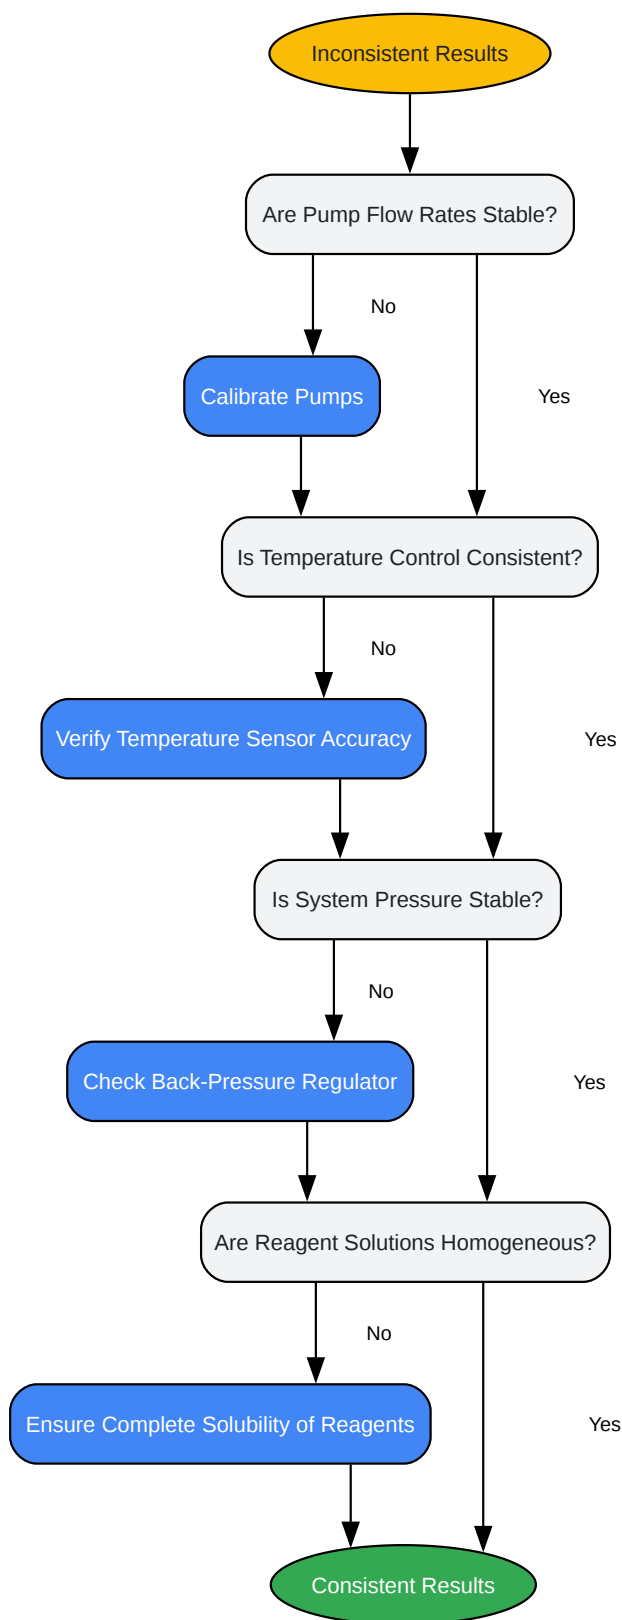 Inconsistent Results
Are Pump Flow Rates Stable?
No
Calibrate Pumps
Yes
Is Temperature Control Consistent?
No
Verify Temperature Sensor Accuracy
Yes
Is System Pressure Stable?
No
Check Back-Pressure Regulator
Yes
Are Reagent Solutions Homogeneous?
No
Ensure Complete Solubility of Reagents
Yes
Consistent Results